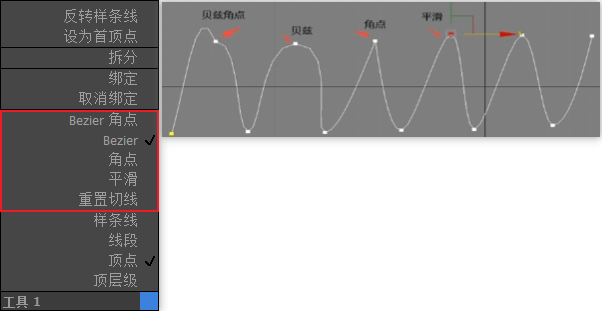 反转样条线
设为首顶点
拆分
绑定
取消绑定
Bezier 角点
Bezier
角点
平滑
重置切线
样条线
线段
顶点
顶层级
工具 1
贝兹角点
贝兹
角点
平滑